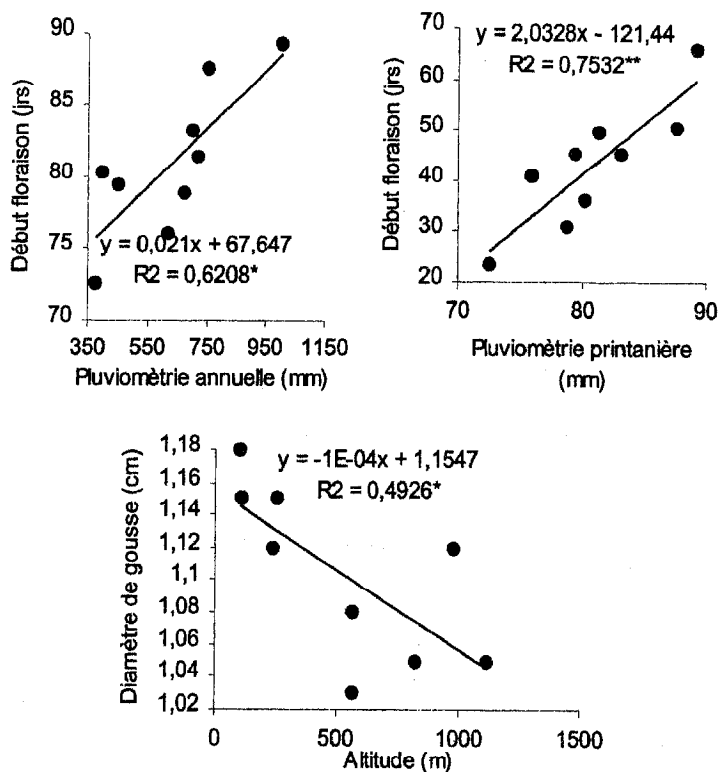 90
85
80
75
70
Début floraison (jrs)
y = 0,021x + 67,647
R2 = 0,6208*
350 550 750 950 1150
Pluviomètrie annuelle (mm)
70
60
50
40
30
20
Début floraison (jrs)
y = 2,0328x - 121,44
R2 = 0,7532**
70 80 90
Pluviomètrie printanière
(mm)
1,18
1,16
1,14
1,12
1,1
1,08
1,06
1,04
1,02
Diamètre de gousse (cm)
y = -1E-04x + 1,1547
R2 = 0,4926*
0 500 1000 1500
Altitude (m)